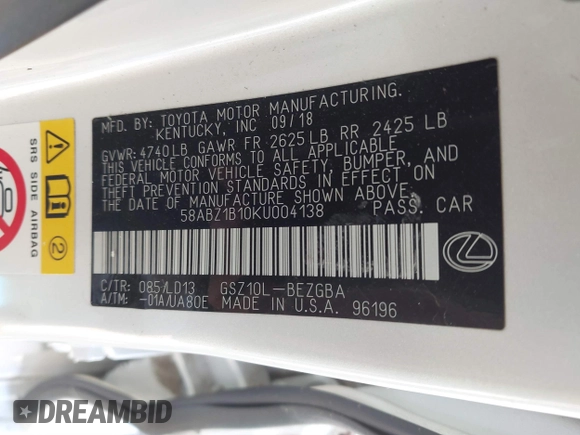 MFD. BY: TOYOTA MOTOR MANUFACTURING.
KENTUCKY, INC 09/18
GVWR: 4740LB GAWR FR 2625LB RR 2425 LB
THIS VEHICLE CONFORMS TO ALL APPLICABLE
FEDERAL MOTOR VEHICLE SAFETY, BUMPER, AND
THEFT PREVENTION STANDARDS IN EFFECT ON
THE DATE OF MANUFACTURE SHOWN ABOVE.
58ABZ1B10KU004138 PASS. CAR
C/TR: 085/LD13 GSZ10L-BEZGBA
A/TM: -01A/UA80E MADE IN U.S.A. 96196
SRS SIDE AIRBAG
2
DREAMBID